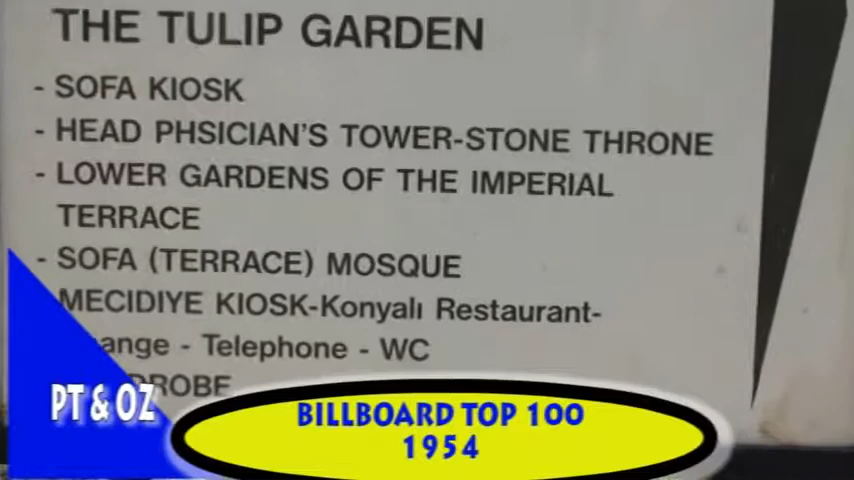 THE TULIP GARDEN
- SOFA KIOSK
- HEAD PHSICIAN'S TOWER-STONE THRONE
- LOWER GARDENS OF THE IMPERIAL
TERRACE
- SOFA (TERRACE) MOSQUE
MECIDIYE KIOSK-Konyalı Restaurant-
- Telephone - WC
PT & OZ
BILLBOARD TOP 100
1954